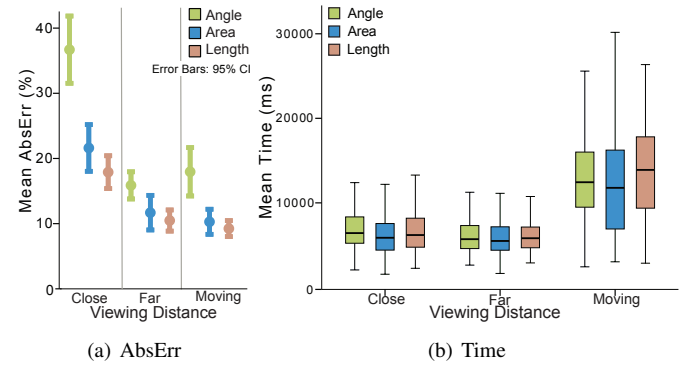 Angle
Area
Length
Error Bars: 95% CI
Mean AbsErr (%)
40
30
20
10
0
Close Far Moving
Viewing Distance
(a) AbsErr
Angle
Area
Length
Mean Time (ms)
30000
20000
10000
0
Close Far Moving
Viewing Distance
(b) Time